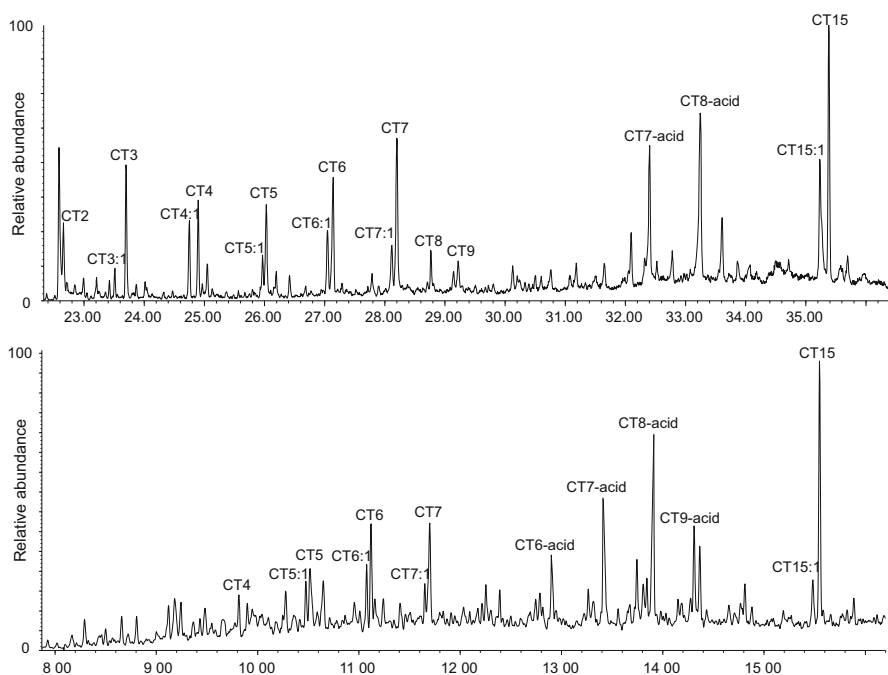 100
Relative abundance
0
CT2
CT3:1
CT3
CT4:1
CT4
CT5:1
CT5
CT6:1
CT6
CT7:1
CT7
CT8
CT9
CT7-acid
CT8-acid
CT15:1
CT15
23.00 24.00 25.00 26.00 27.00 28.00 29.00 30.00 31.00 32.00 33.00 34.00 35.00
100
Relative abundance
0
CT4
CT5:1
CT5
CT6:1
CT6
CT7:1
CT7
CT6-acid
CT7-acid
CT8-acid
CT9-acid
CT15:1
CT15
8 00 9 00 10 00 11 00 12 00 13 00 14 00 15 00